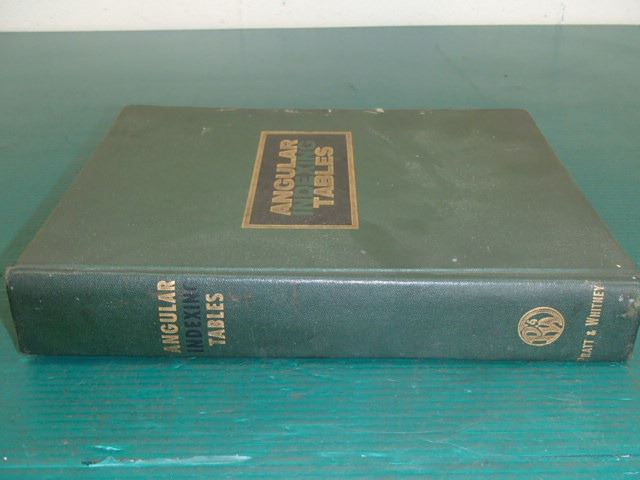 ANGULAR
INDEXING
TABLES
ANGULAR
INDEXING
TABLES
PRATT & WHITNEY